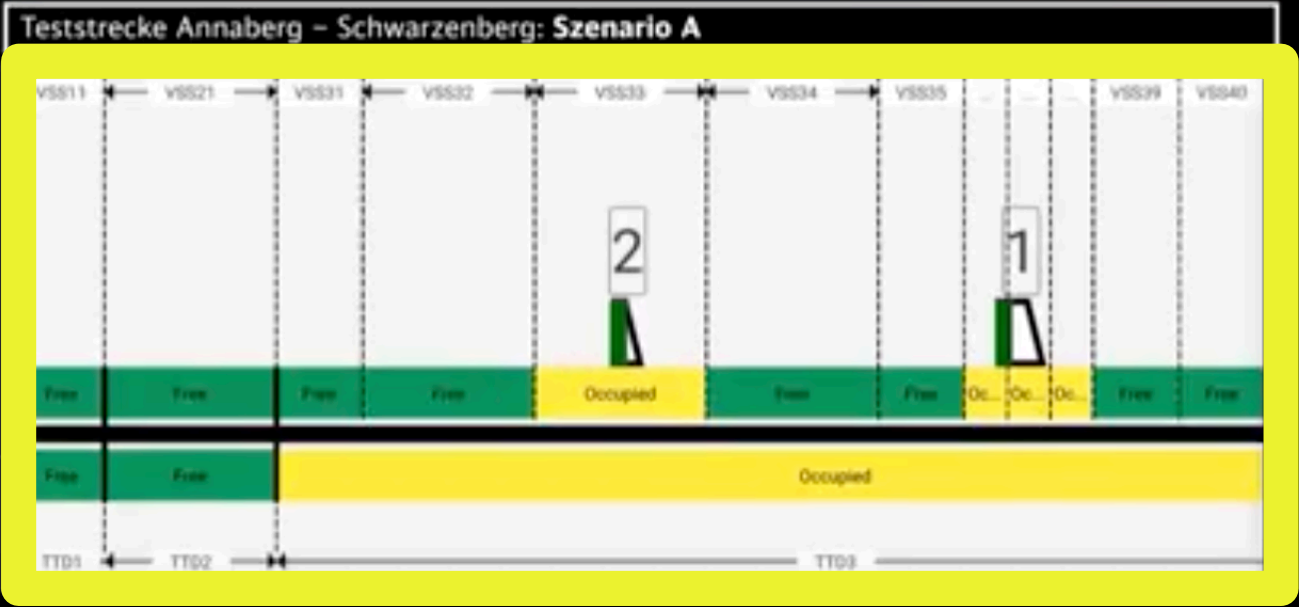 Teststrecke Annaberg – Schwarzenberg: Szenario A
VSS11 VSS21 VSS31 VSS32 VSS33 VSS34 VSS35 VSS39 VSS40
2 1
Free Free Free Free Occupied Free Free Oc... Oc... Oc... Free Free
Free Free Occupied
TTD1 TTD2 TTD3